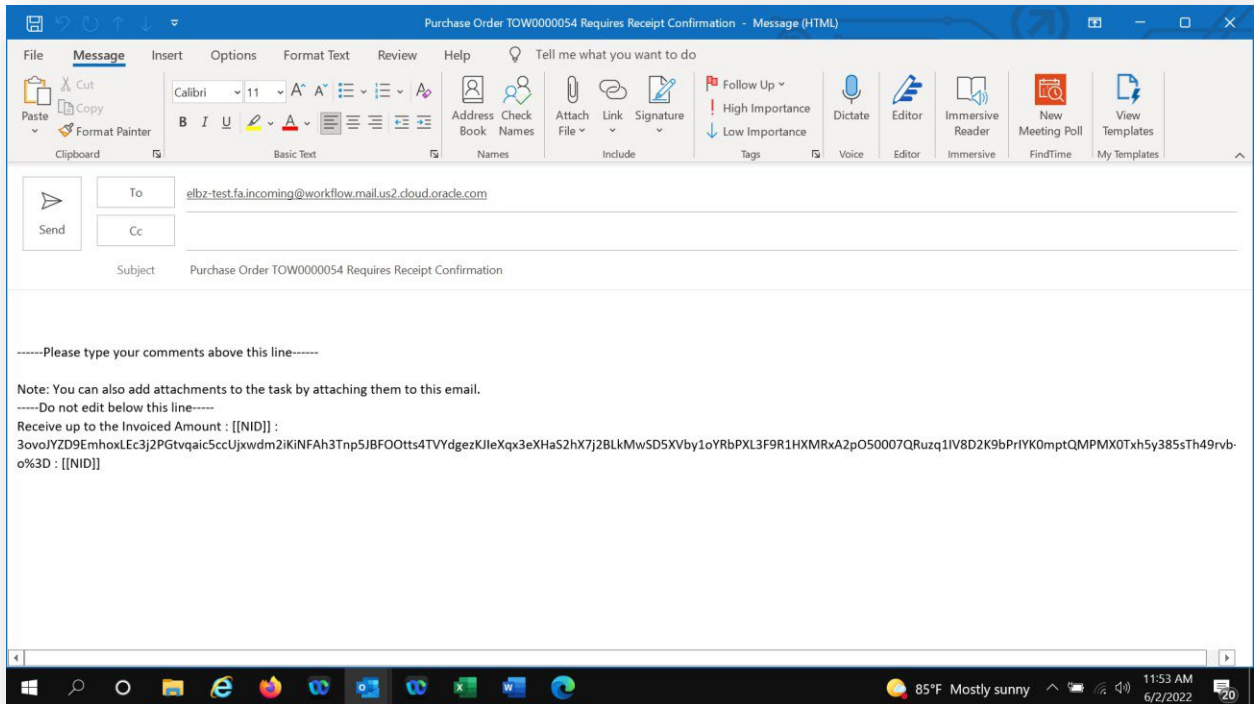 Purchase Order TOW0000054 Requires Receipt Confirmation - Message (HTML)
File Message Insert Options Format Text Review Help Tell me what you want to do
Paste
Cut
Copy
Format Painter
Clipboard
Calibri 11
B I U
Basic Text
Address Book
Check Names
Names
Attach File
Link
Signature
Include
Follow Up
High Importance
Low Importance
Tags
Dictate
Voice
Editor
Editor
Immersive Reader
Immersive
New Meeting Poll
FindTime
View Templates
My Templates
Send
To elbz-test.fa.incoming@workflow.mail.us2.cloud.oracle.com
Cc
Subject Purchase Order TOW0000054 Requires Receipt Confirmation
------Please type your comments above this line------
Note: You can also add attachments to the task by attaching them to this email.
-----Do not edit below this line-----
Receive up to the Invoiced Amount : [[NID]] :
3ovoJYZD9EmhoxLEc3j2PGtvqaic5ccUjxwdm2iKiNFAh3Tnp5JBFOOtts4TVYdgezKJIeXqx3eXHaS2hX7j2BLkMwSD5XVby1oYRbPXL3F9R1HXMRxA2pO50007QRuzq1IV8D2K9bPrIYK0mptQMPMX0Txh5y385sTh49rvb-
o%3D : [[NID]]
85°F Mostly sunny
11:53 AM
6/2/2022
20